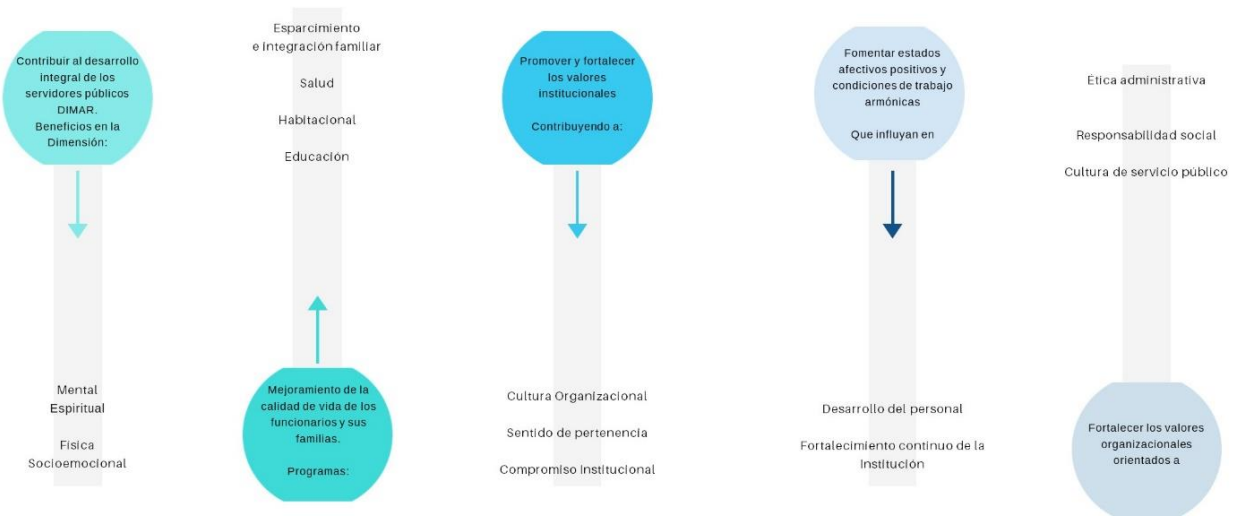 Contribuir al desarrollo
integral de los
servidores públicos
DIMAR.
Beneficios en la
Dimensión:
Mental
Espiritual
Física
Socioemocional
Esparcimiento
e integración familiar
Salud
Habitacional
Educación
Mejoramiento de la
calidad de vida de los
funcionarios y sus
familias.
Programas:
Promover y fortalecer
los valores
institucionales
Contribuyendo a:
Cultura Organizacional
Sentido de pertenencia
Compromiso Institucional
Fomentar estados
afectivos positivos y
condiciones de trabajo
armónicas
Que influyan en
Desarrollo del personal
Fortalecimiento continuo de la
Institución
Ética administrativa
Responsabilidad social
Cultura de servicio público
Fortalecer los valores
organizacionales
orientados a